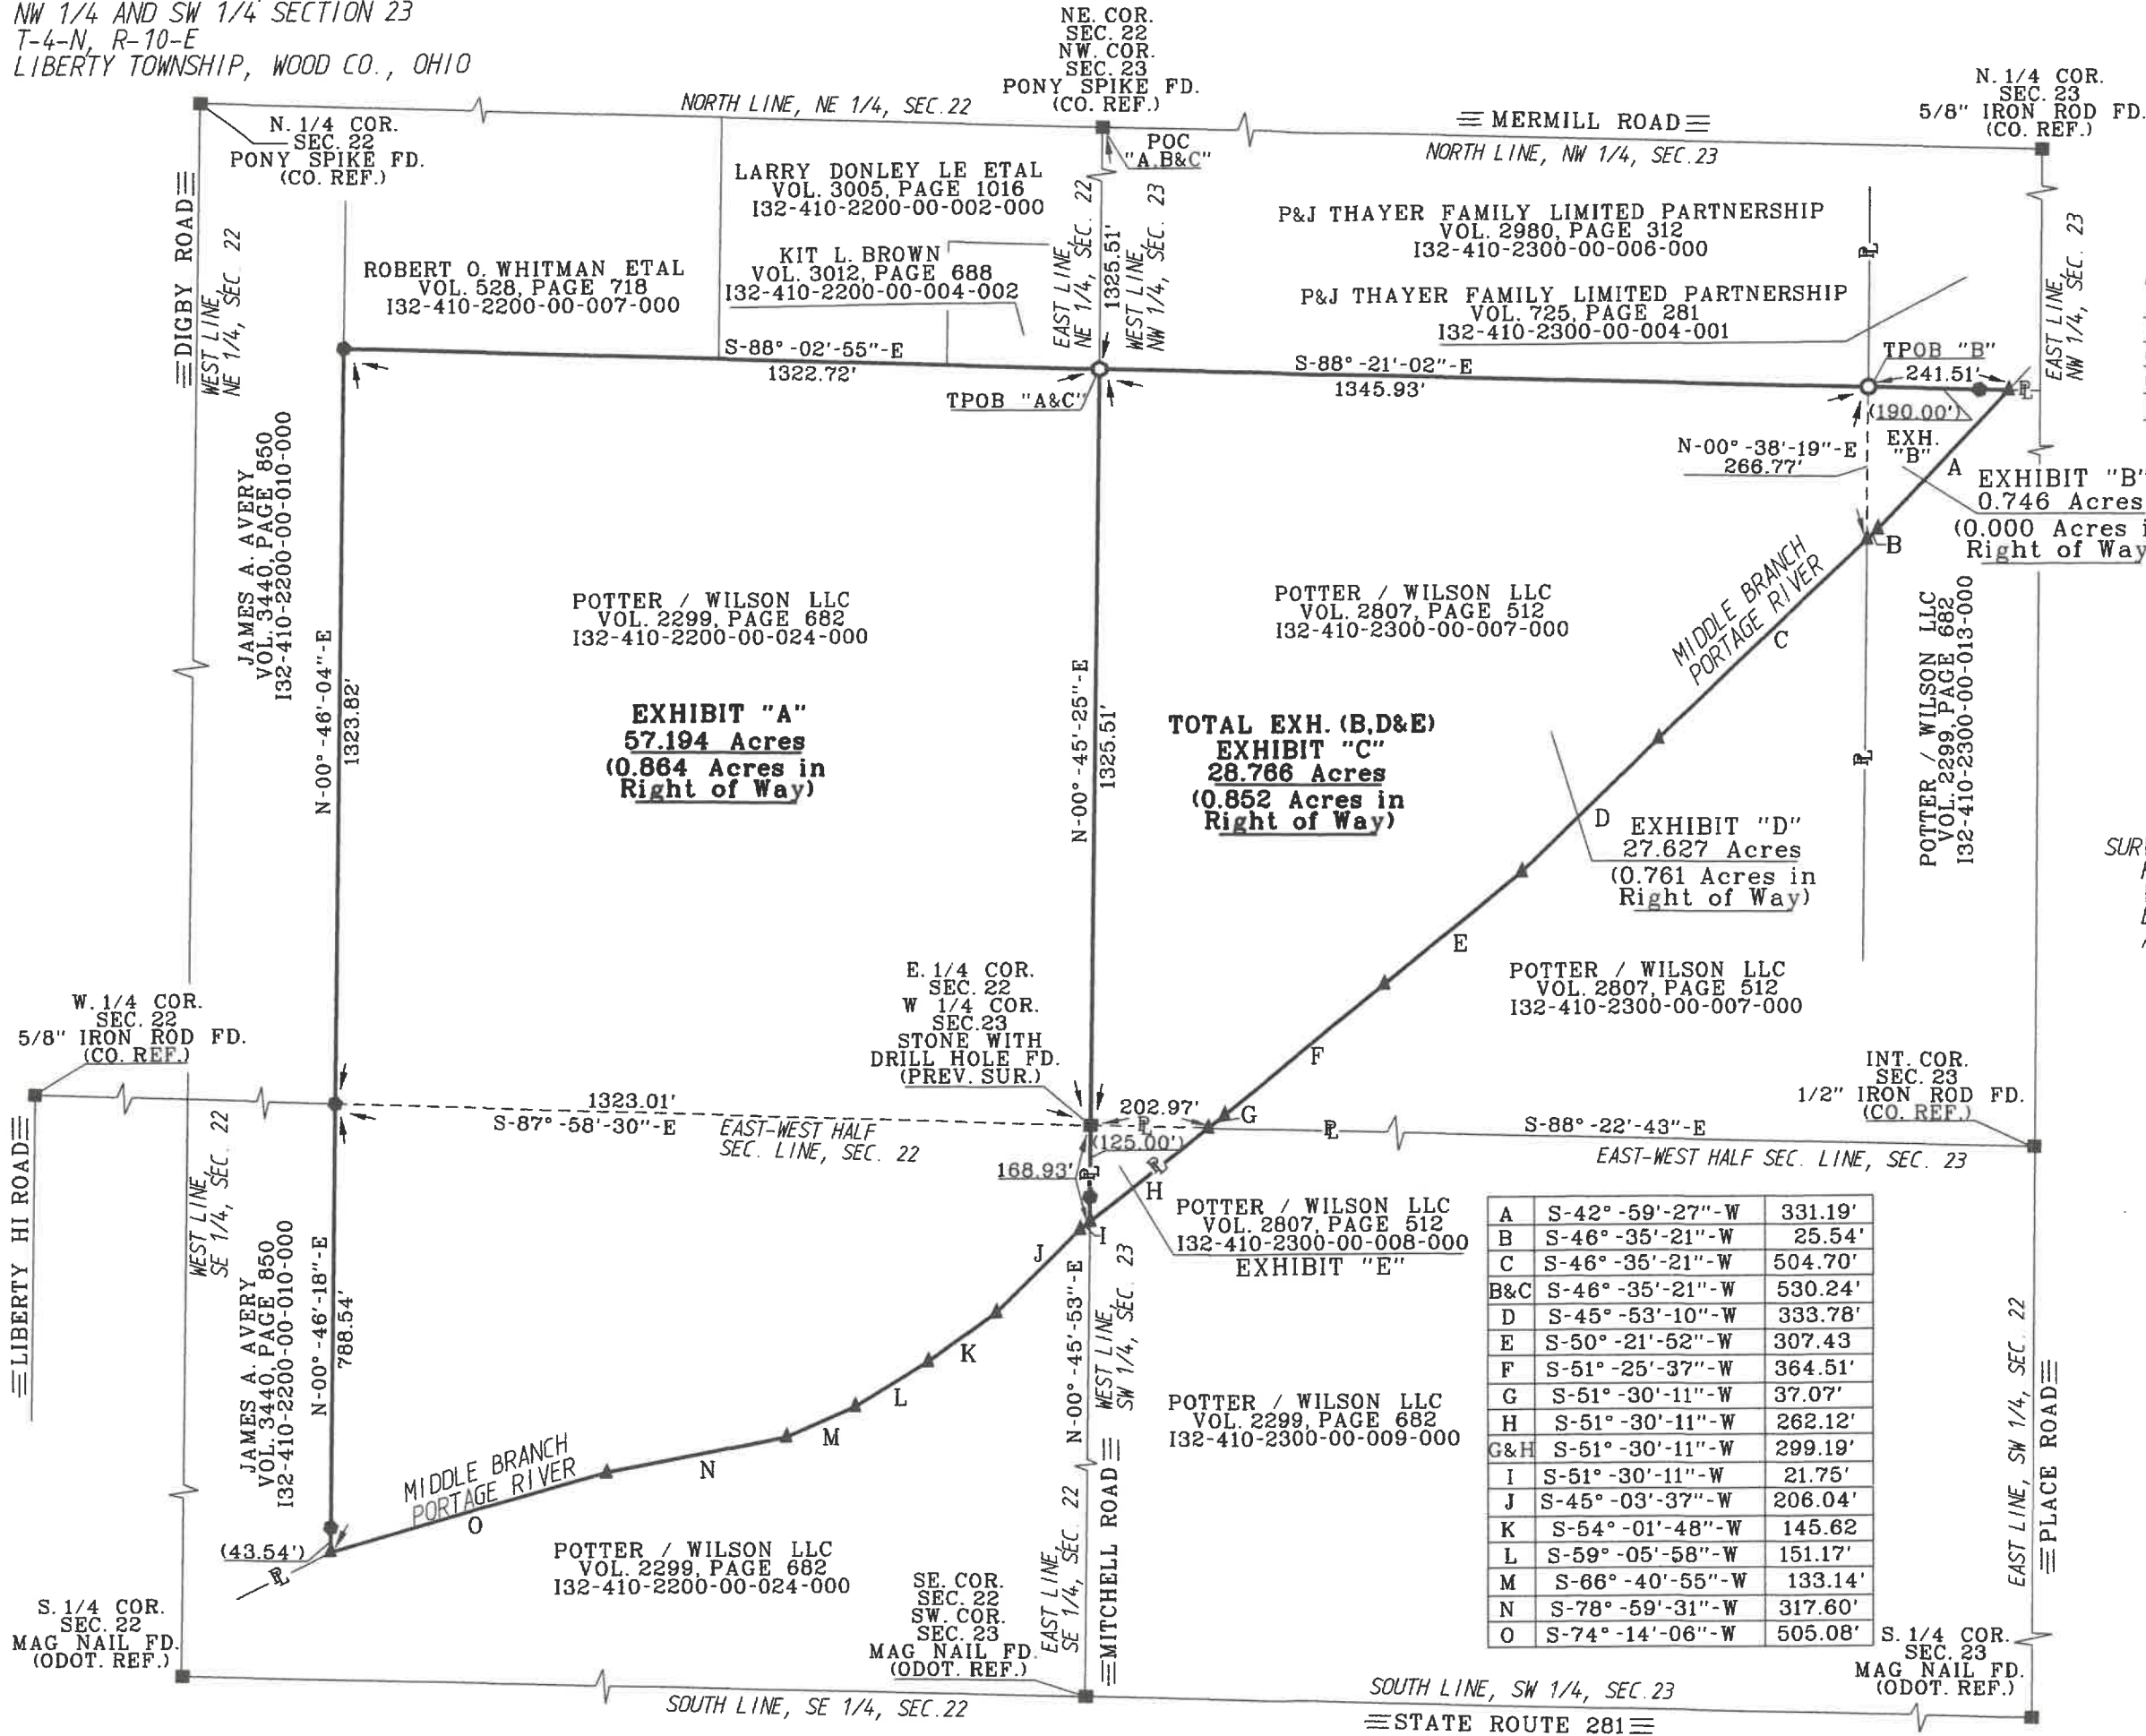 NW 1/4 AND SW 1/4 SECTION 23
T-4-N, R-10-E
LIBERTY TOWNSHIP, WOOD CO., OHIO
NE. COR.
SEC. 22
NW. COR.
SEC. 23
PONY SPIKE FD.
(CO. REF.)
N. 1/4 COR.
SEC. 23
5/8" IRON ROD FD.
(CO. REF.)
N. 1/4 COR.
SEC. 22
PONY SPIKE FD.
(CO. REF.)
NORTH LINE, NE 1/4, SEC.22
MERMILL ROAD
NORTH LINE, NW 1/4, SEC.23
POC
"A,B&C"
DIGBY ROAD
WEST LINE,
NE 1/4, SEC. 22
LARRY DONLEY LE ETAL
VOL. 3005, PAGE 1016
I32-410-2200-00-002-000
KIT L. BROWN
VOL. 3012, PAGE 688
I32-410-2200-00-004-002
ROBERT O. WHITMAN ETAL
VOL. 528, PAGE 718
I32-410-2200-00-007-000
EAST LINE,
NE 1/4, SEC. 22
1325.51'
WEST LINE,
NW 1/4, SEC. 23
P&J THAYER FAMILY LIMITED PARTNERSHIP
VOL. 2980, PAGE 312
I32-410-2300-00-006-000
P&J THAYER FAMILY LIMITED PARTNERSHIP
VOL. 725, PAGE 281
I32-410-2300-00-004-001
EAST LINE,
NW 1/4, SEC. 23
S-88°-02'-55"-E
1322.72'
TPOB "A&C"
S-88°-21'-02"-E
1345.93'
TPOB "B"
241.51'
(190.00')
N-00°-38'-19"-E
266.77'
EXH.
"B"
A
EXHIBIT "B"
0.746 Acres
(0.000 Acres i
Right of Way
B
JAMES A. AVERY
VOL. 3440, PAGE 850
I32-410-2200-00-010-000
N-00°-46'-04"-E
1323.82'
POTTER / WILSON LLC
VOL. 2299, PAGE 682
I32-410-2200-00-024-000
EXHIBIT "A"
57.194 Acres
(0.864 Acres in
Right of Way)
N-00°-45'-25"-E
1325.51'
POTTER / WILSON LLC
VOL. 2807, PAGE 512
I32-410-2300-00-007-000
TOTAL EXH. (B,D&E)
EXHIBIT "C"
28.766 Acres
(0.852 Acres in
Right of Way)
MIDDLE BRANCH
PORTAGE RIVER
C
D
EXHIBIT "D"
27.627 Acres
(0.761 Acres in
Right of Way)
POTTER / WILSON LLC
VOL. 2299, PAGE 682
I32-410-2300-00-013-000
SUR
E
POTTER / WILSON LLC
VOL. 2807, PAGE 512
I32-410-2300-00-007-000
F
W. 1/4 COR.
SEC. 22
5/8" IRON ROD FD.
(CO. REF.)
E. 1/4 COR.
SEC. 22
W 1/4 COR.
SEC.23
STONE WITH
DRILL HOLE FD.
(PREV. SUR.)
INT. COR.
SEC. 23
1/2" IRON ROD FD.
(CO. REF.)
1323.01'
S-87°-58'-30"-E
EAST-WEST HALF
SEC. LINE, SEC. 22
202.97'
(125.00')
G
S-88°-22'-43"-E
EAST-WEST HALF SEC. LINE, SEC. 23
168.93'
H
I
J
K
L
M
N
O
POTTER / WILSON LLC
VOL. 2807, PAGE 512
I32-410-2300-00-008-000
EXHIBIT "E"
LIBERTY HI ROAD
WEST LINE,
SE 1/4, SEC. 22
JAMES A. AVERY
VOL. 3440, PAGE 850
I32-410-2200-00-010-000
N-00°-46'-18"-E
788.54'
(43.54')
MIDDLE BRANCH
PORTAGE RIVER
POTTER / WILSON LLC
VOL. 2299, PAGE 682
I32-410-2200-00-024-000
N-00°-45'-53"-E
WEST LINE,
SW 1/4, SEC. 23
EAST LINE,
SE 1/4, SEC. 22
MITCHELL ROAD
POTTER / WILSON LLC
VOL. 2299, PAGE 682
I32-410-2300-00-009-000
A S-42°-59'-27"-W 331.19'
B S-46°-35'-21"-W 25.54'
C S-46°-35'-21"-W 504.70'
B&C S-46°-35'-21"-W 530.24'
D S-45°-53'-10"-W 333.78'
E S-50°-21'-52"-W 307.43
F S-51°-25'-37"-W 364.51'
G S-51°-30'-11"-W 37.07'
H S-51°-30'-11"-W 262.12'
G&H S-51°-30'-11"-W 299.19'
I S-51°-30'-11"-W 21.75'
J S-45°-03'-37"-W 206.04'
K S-54°-01'-48"-W 145.62
L S-59°-05'-58"-W 151.17'
M S-66°-40'-55"-W 133.14'
N S-78°-59'-31"-W 317.60'
O S-74°-14'-06"-W 505.08'
EAST LINE, SW 1/4, SEC. 22
PLACE ROAD
S. 1/4 COR.
SEC. 22
MAG NAIL FD.
(ODOT. REF.)
SE. COR.
SEC. 22
SW. COR.
SEC. 23
MAG NAIL FD.
(ODOT. REF.)
S. 1/4 COR.
SEC. 23
MAG NAIL FD.
(ODOT. REF.)
SOUTH LINE, SE 1/4, SEC.22
SOUTH LINE, SW 1/4, SEC.23
STATE ROUTE 281